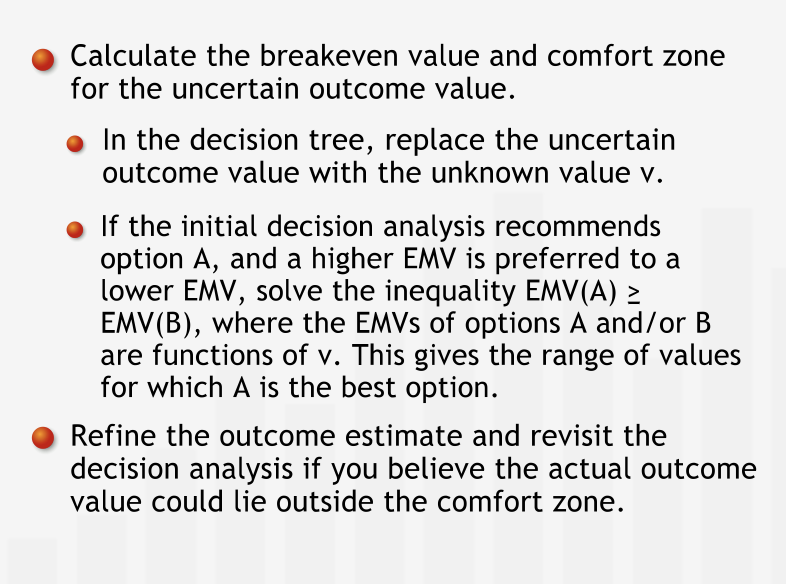 Calculate the breakeven value and comfort zone
for the uncertain outcome value.
In the decision tree, replace the uncertain
outcome value with the unknown value v.
If the initial decision analysis recommends
option A, and a higher EMV is preferred to a
lower EMV, solve the inequality EMV(A) ≥
EMV(B), where the EMVs of options A and/or B
are functions of v. This gives the range of values
for which A is the best option.
Refine the outcome estimate and revisit the
decision analysis if you believe the actual outcome
value could lie outside the comfort zone.